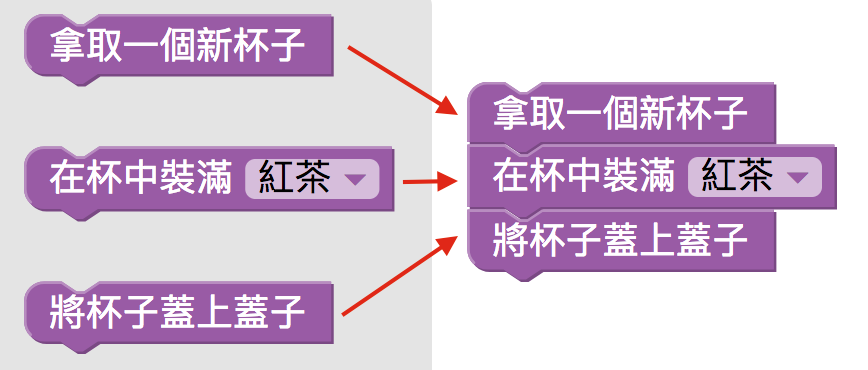 拿取一個新杯子
在杯中裝滿 紅茶
將杯子蓋上蓋子
拿取一個新杯子
在杯中裝滿 紅茶
將杯子蓋上蓋子